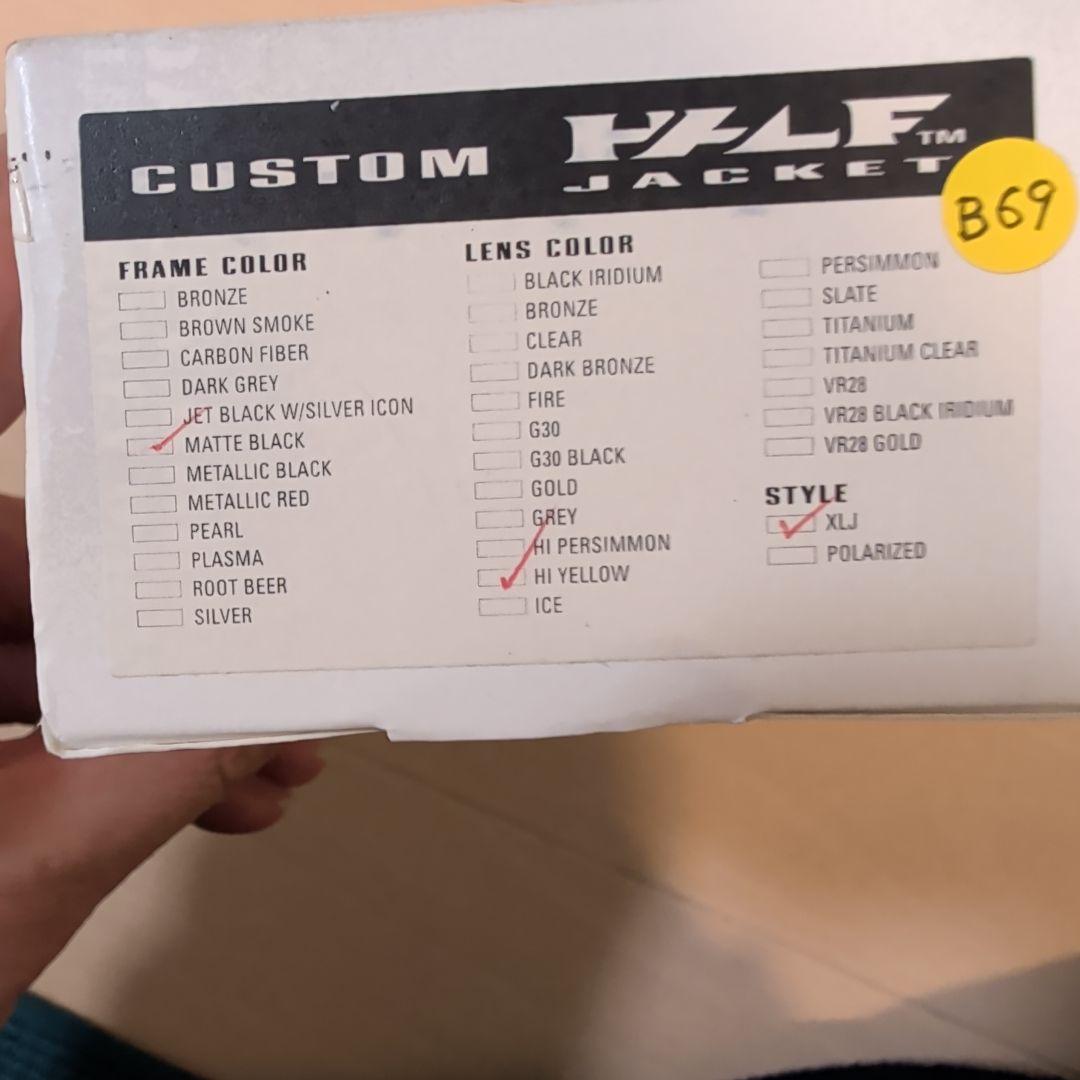 CUSTOM HALF™
JACKET
B69
FRAME COLOR
BRONZE
BROWN SMOKE
CARBON FIBER
DARK GREY
JET BLACK W/SILVER ICON
MATTE BLACK
METALLIC BLACK
METALLIC RED
PEARL
PLASMA
ROOT BEER
SILVER
LENS COLOR
BLACK IRIDIUM
BRONZE
CLEAR
DARK BRONZE
FIRE
G30
G30 BLACK
GOLD
GREY
HI PERSIMMON
HI YELLOW
ICE
PERSIMMON
SLATE
TITANIUM
TITANIUM CLEAR
VR28
VR28 BLACK IRIDIUM
VR28 GOLD
STYLE
XLJ
POLARIZED